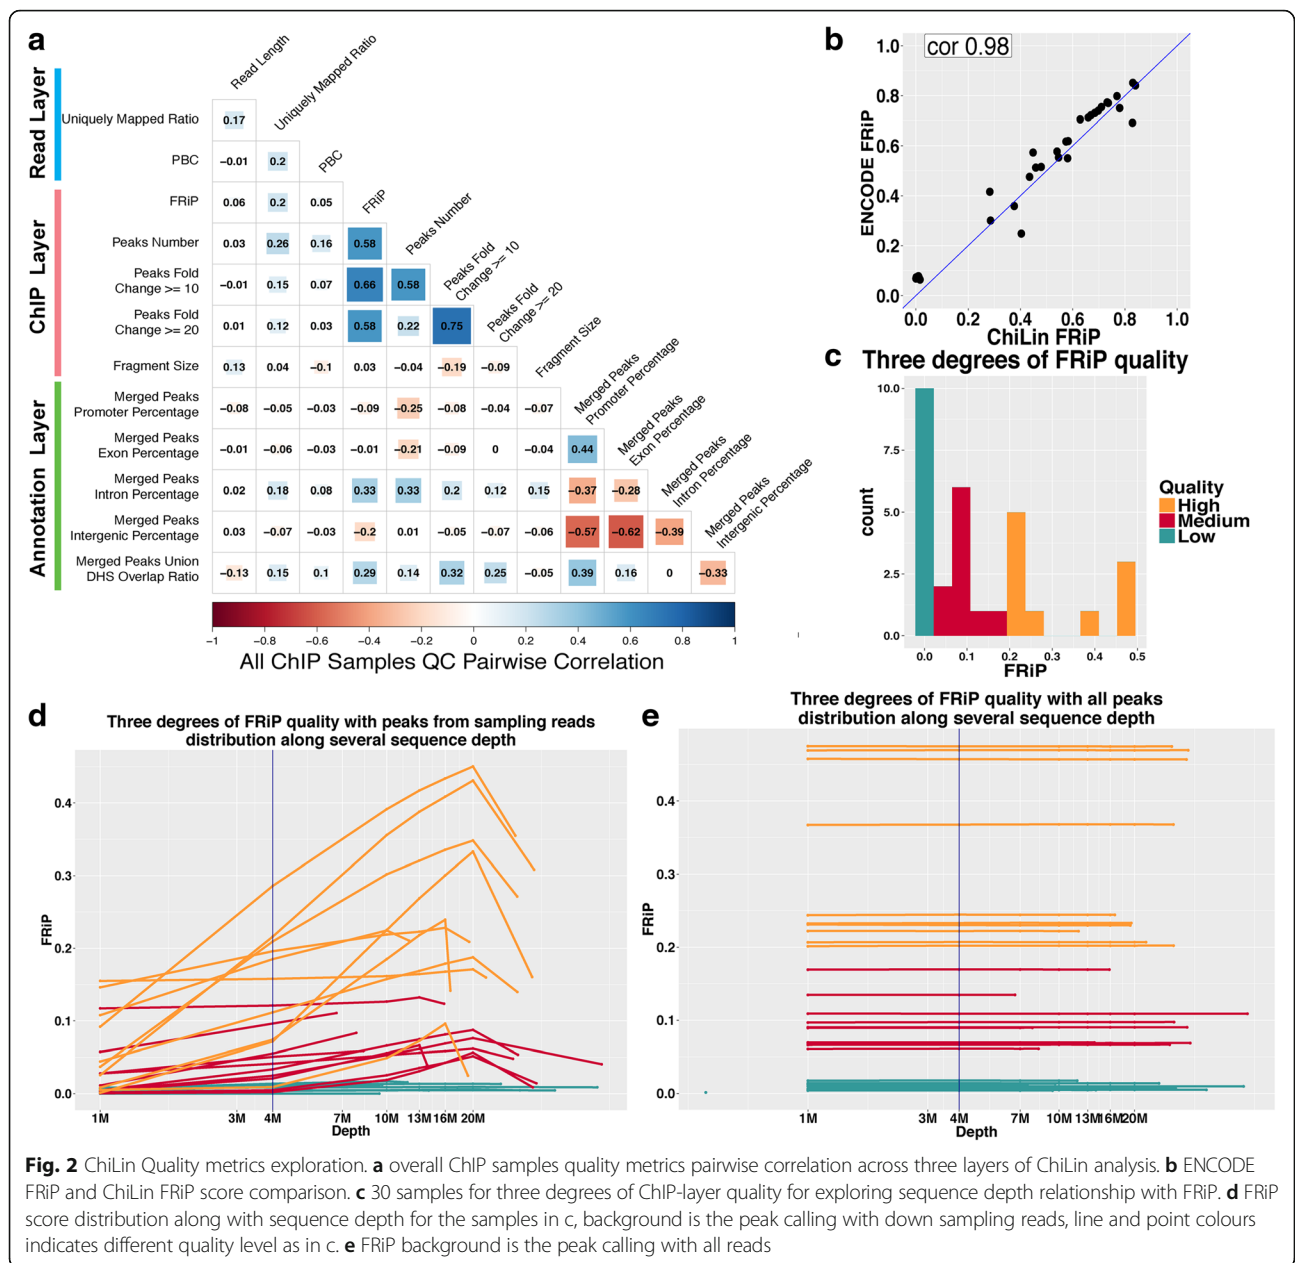 a
Read Length
Uniquely Mapped Ratio
PBC
FRiP
Peaks Number
Peaks Fold
Change >= 10
Peaks Fold
Change >= 20
Fragment Size
Merged Peaks
Promoter Percentage
Merged Peaks
Exon Percentage
Merged Peaks
Intron Percentage
Merged Peaks
Intergenic Percentage
Read Layer
ChIP Layer
Annotation Layer
Uniquely Mapped Ratio 0.17
PBC −0.01 0.2
FRiP 0.06 0.2 0.05
Peaks Number 0.03 0.26 0.16 0.58
Peaks Fold
Change >= 10 −0.01 0.15 0.07 0.66 0.58
Peaks Fold
Change >= 20 0.01 0.12 0.03 0.58 0.22 0.75
Fragment Size 0.13 0.04 −0.1 0.03 −0.04 −0.19 −0.09
Merged Peaks
Promoter Percentage −0.08 −0.05 −0.03 −0.09 −0.25 −0.08 −0.04 −0.07
Merged Peaks
Exon Percentage −0.01 −0.06 −0.03 −0.01 −0.21 −0.09 0 −0.04 0.44
Merged Peaks
Intron Percentage 0.02 0.18 0.08 0.33 0.33 0.2 0.12 0.15 −0.37 −0.28
Merged Peaks
Intergenic Percentage 0.03 −0.07 −0.03 −0.2 0.01 −0.05 −0.07 −0.06 −0.57 −0.62 −0.39
Merged Peaks Union
DHS Overlap Ratio −0.13 0.15 0.1 0.29 0.14 0.32 0.25 −0.05 0.39 0.16 0 −0.33
−1 −0.8 −0.6 −0.4 −0.2 0 0.2 0.4 0.6 0.8 1
All ChIP Samples QC Pairwise Correlation
b
cor 0.98
ENCODE FRiP
1.0
0.8
0.6
0.4
0.2
0.0
0.0 0.2 0.4 0.6 0.8 1.0
ChiLin FRiP
c Three degrees of FRiP quality
count
10.0
7.5
5.0
2.5
0.0
0.0 0.1 0.2 0.3 0.4 0.5
FRiP
Quality
High
Medium
Low
d
Three degrees of FRiP quality with peaks from sampling reads
distribution along several sequence depth
FRiP
0.4
0.3
0.2
0.1
0.0
1M 3M 4M 7M 10M 13M 16M 20M
Depth
e
Three degrees of FRiP quality with all peaks
distribution along several sequence depth
FRiP
0.4
0.3
0.2
0.1
0.0
1M 3M 4M 7M 10M 13M 16M 20M
Depth
Fig. 2 ChiLin Quality metrics exploration. a overall ChIP samples quality metrics pairwise correlation across three layers of ChiLin analysis. b ENCODE
FRiP and ChiLin FRiP score comparison. c 30 samples for three degrees of ChIP-layer quality for exploring sequence depth relationship with FRiP. d FRiP
score distribution along with sequence depth for the samples in c, background is the peak calling with down sampling reads, line and point colours
indicates different quality level as in c. e FRiP background is the peak calling with all reads